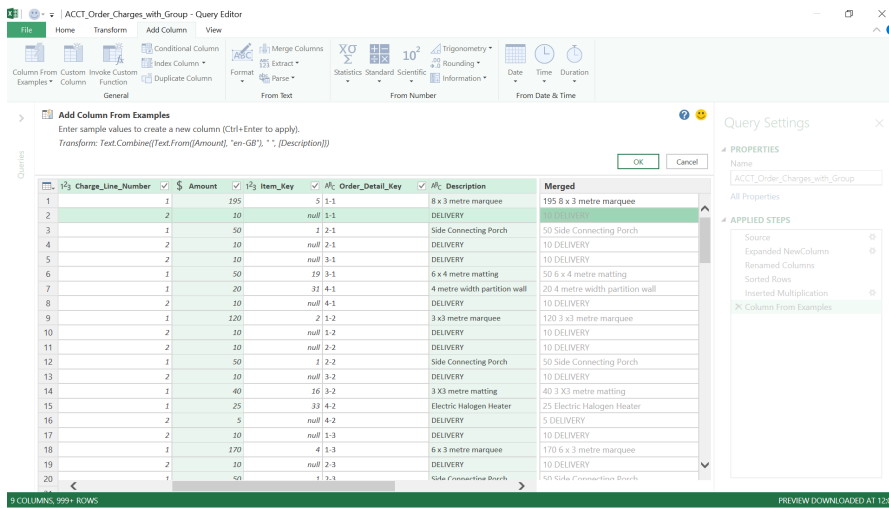 ACCT_Order_Charges_with_Group - Query Editor
File Home Transform Add Column View
Column From Examples
Custom Column
Invoke Custom Function
Conditional Column
Index Column
Duplicate Column
General
Format
Merge Columns
Extract
Parse
From Text
Statistics
Standard
Scientific
Trigonometry
Rounding
Information
From Number
Date
Time
Duration
From Date & Time
Queries
Add Column From Examples
Enter sample values to create a new column (Ctrl+Enter to apply).
Transform: Text.Combine({Text.From([Amount], "en-GB"), " ", [Description]})
OK Cancel
Charge_Line_Number $ Amount Item_Key Order_Detail_Key Description Merged
1 1 195 5 1-1 8 x 3 metre marquee 195 8 x 3 metre marquee
2 2 10 null 1-1 DELIVERY 10 DELIVERY
3 1 50 1 2-1 Side Connecting Porch 50 Side Connecting Porch
4 2 10 null 2-1 DELIVERY 10 DELIVERY
5 2 10 null 3-1 DELIVERY 10 DELIVERY
6 1 50 19 3-1 6 x 4 metre matting 50 6 x 4 metre matting
7 1 20 31 4-1 4 metre width partition wall 20 4 metre width partition wall
8 2 10 null 4-1 DELIVERY 10 DELIVERY
9 1 120 2 1-2 3 x3 metre marquee 120 3 x3 metre marquee
10 2 10 null 1-2 DELIVERY 10 DELIVERY
11 2 10 null 2-2 DELIVERY 10 DELIVERY
12 1 50 1 2-2 Side Connecting Porch 50 Side Connecting Porch
13 2 10 null 3-2 DELIVERY 10 DELIVERY
14 1 40 16 3-2 3 X3 metre matting 40 3 X3 metre matting
15 1 25 33 4-2 Electric Halogen Heater 25 Electric Halogen Heater
16 2 5 null 4-2 DELIVERY 5 DELIVERY
17 2 10 null 1-3 DELIVERY 10 DELIVERY
18 1 170 4 1-3 6 x 3 metre marquee 170 6 x 3 metre marquee
19 2 10 null 2-3 DELIVERY 10 DELIVERY
20 1 50 1 2-3 Side Connecting Porch 50 Side Connecting Porch
Query Settings
PROPERTIES
Name
ACCT_Order_Charges_with_Group
All Properties
APPLIED STEPS
Source
Expanded NewColumn
Renamed Columns
Sorted Rows
Inserted Multiplication
Column From Examples
9 COLUMNS, 999+ ROWS
PREVIEW DOWNLOADED AT